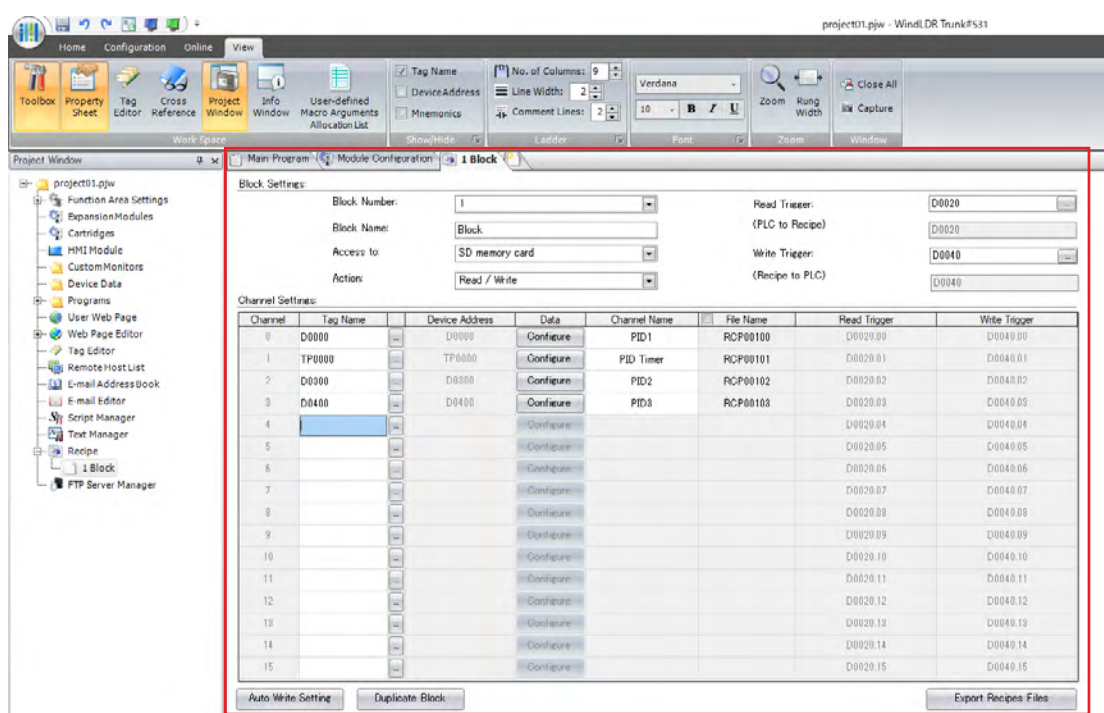 project01.pjw - WindLDR Trunk#531
Home Configuration Online View
Toolbox
Property Sheet
Tag Editor
Cross Reference
Project Window
Info Window
User-defined Macro Arguments Allocation List
Work Space
Tag Name
DeviceAddress
Mnemonics
Show/Hide
No. of Columns: 9
Line Width: 2
Comment Lines: 2
Ladder
Verdana
10 B I U
Font
Zoom
Rung Width
Zoom
Close All
Capture
Window
Project Window
project01.pjw
Function Area Settings
ExpansionModules
Cartridges
HMI Module
CustomMonitors
Device Data
Programs
User Web Page
Web Page Editor
Tag Editor
Remote Host List
E-mail AddressBook
E-mail Editor
Script Manager
Text Manager
Recipe
1 Block
FTP Server Manager
Main Program Module Configuration 1 Block
Block Settings:
Block Number: 1 Read Trigger: D0020 ...
Block Name: Block (PLC to Recipe) D0020
Access to: SD memory card Write Trigger: D0040 ...
Action: Read / Write (Recipe to PLC) D0040
Channel Settings:
Channel Tag Name Device Address Data Channel Name File Name Read Trigger Write Trigger
0 D0000 ... D0000 Configure PID1 RCP00100 D0020.00 D0040.00
1 TP0000 ... TP0000 Configure PID Timer RCP00101 D0020.01 D0040.01
2 D0300 ... D0300 Configure PID2 RCP00102 D0020.02 D0040.02
3 D0400 ... D0400 Configure PID3 RCP00103 D0020.03 D0040.03
4 ... Configure D0020.04 D0040.04
5 ... Configure D0020.05 D0040.05
6 ... Configure D0020.06 D0040.06
7 ... Configure D0020.07 D0040.07
8 ... Configure D0020.08 D0040.08
9 ... Configure D0020.09 D0040.09
10 ... Configure D0020.10 D0040.10
11 ... Configure D0020.11 D0040.11
12 ... Configure D0020.12 D0040.12
13 ... Configure D0020.13 D0040.13
14 ... Configure D0020.14 D0040.14
15 ... Configure D0020.15 D0040.15
Auto Write Setting Duplicate Block Export Recipes Files